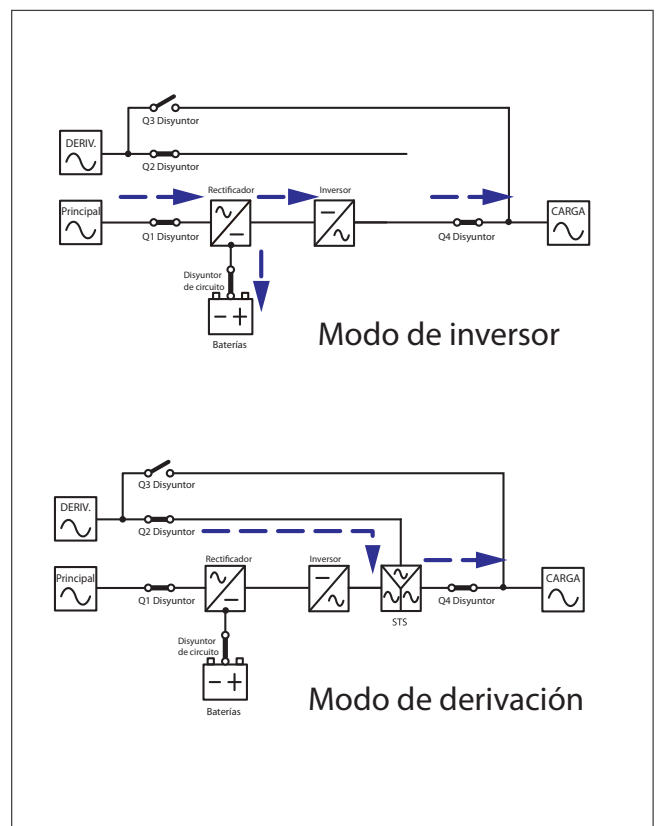 Q3 Disyuntor
DERIV.
Q2 Disyuntor
Rectificador
Inversor
Principal
Q1 Disyuntor
Q4 Disyuntor
CARGA
Disyuntor
de circuito
Baterías
Modo de inversor
Q3 Disyuntor
DERIV.
Q2 Disyuntor
Rectificador
Inversor
Principal
Q1 Disyuntor
STS
Q4 Disyuntor
CARGA
Disyuntor
de circuito
Baterías
Modo de derivación